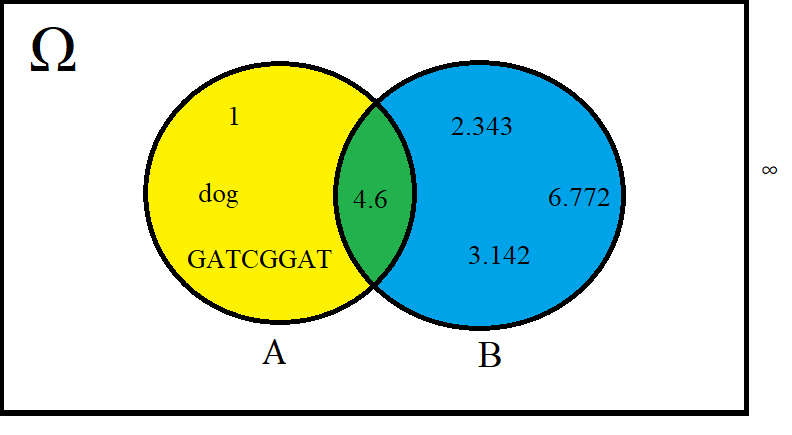 Ω
1
2.343
∞
dog
4.6
6.772
GATCGGAT
3.142
A
B